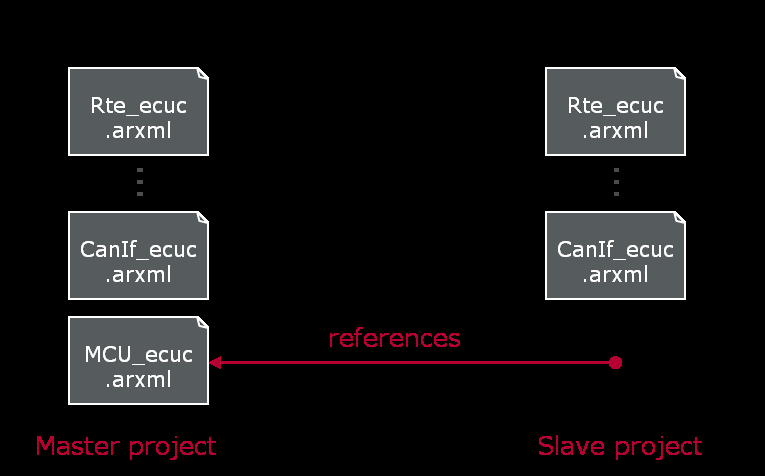 Rte_ecuc
.arxml
Rte_ecuc
.arxml
CanIf_ecuc
.arxml
CanIf_ecuc
.arxml
references
MCU_ecuc
.arxml
Master project
Slave project